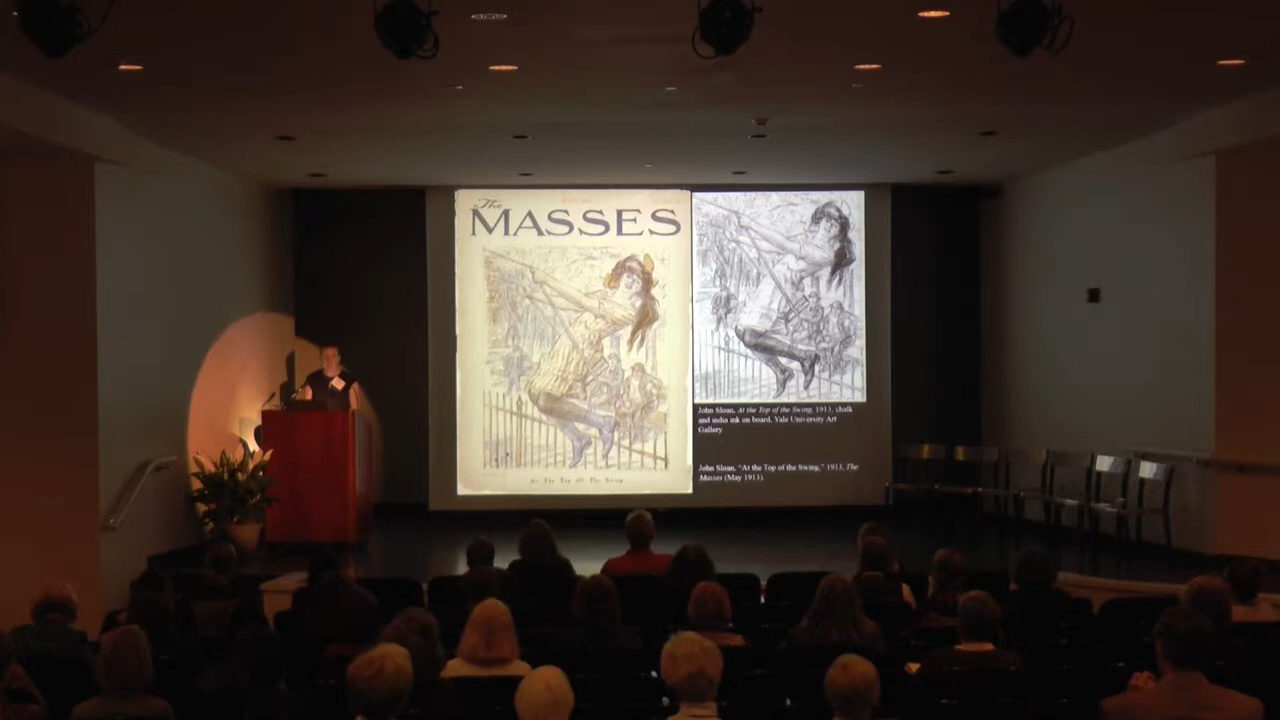 The
MASSES
At The Top Of The Swing
John Sloan, At the Top of the Swing, 1913, chalk
and india ink on board, Yale University Art
Gallery.
John Sloan, "At the Top of the Swing," 1913, The
Masses (May 1913).